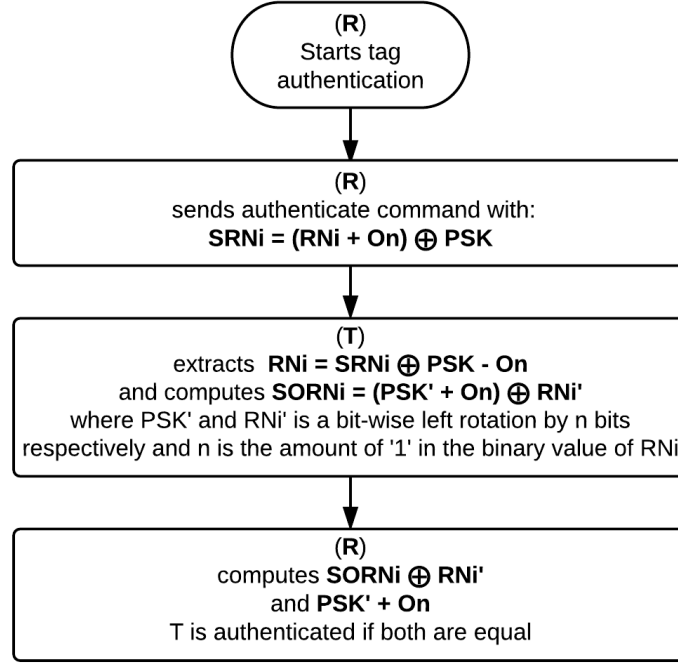 (R)
Starts tag
authentication
(R)
sends authenticate command with:
SRNi = (RNi + On) ⊕ PSK
(T)
extracts RNi = SRNi ⊕ PSK - On
and computes SORNi = (PSK' + On) ⊕ RNi'
where PSK' and RNi' is a bit-wise left rotation by n bits
respectively and n is the amount of '1' in the binary value of RNi
(R)
computes SORNi ⊕ RNi'
and PSK' + On
T is authenticated if both are equal